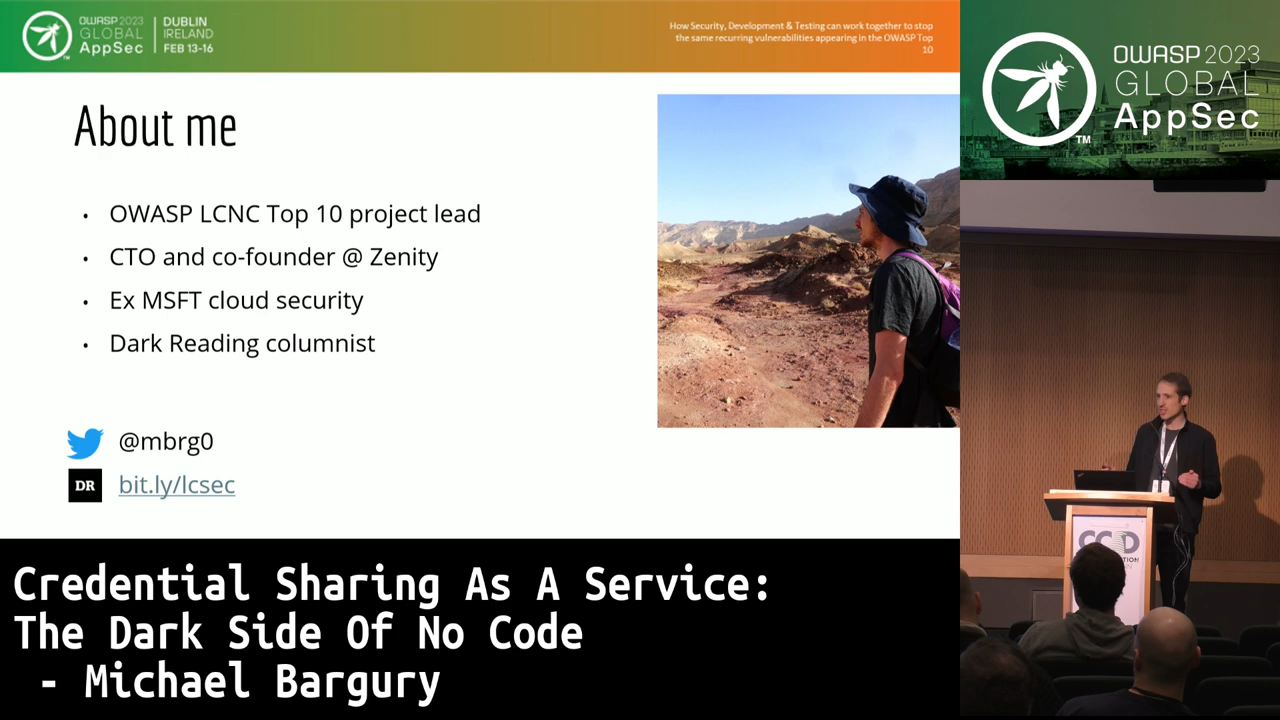 OWASP 2023
GLOBAL
AppSec
TM
DUBLIN
IRELAND
FEB 13-16
How Security, Development & Testing can work together to stop
the same recurring vulnerabilities appearing in the OWASP Top
10
About me
• OWASP LCNC Top 10 project lead
• CTO and co-founder @ Zenity
• Ex MSFT cloud security
• Dark Reading columnist
@mbrg0
DR bit.ly/lcsec
Credential Sharing As A Service:
The Dark Side Of No Code
- Michael Bargury
OWASP 2023
GLOBAL
AppSec
TM